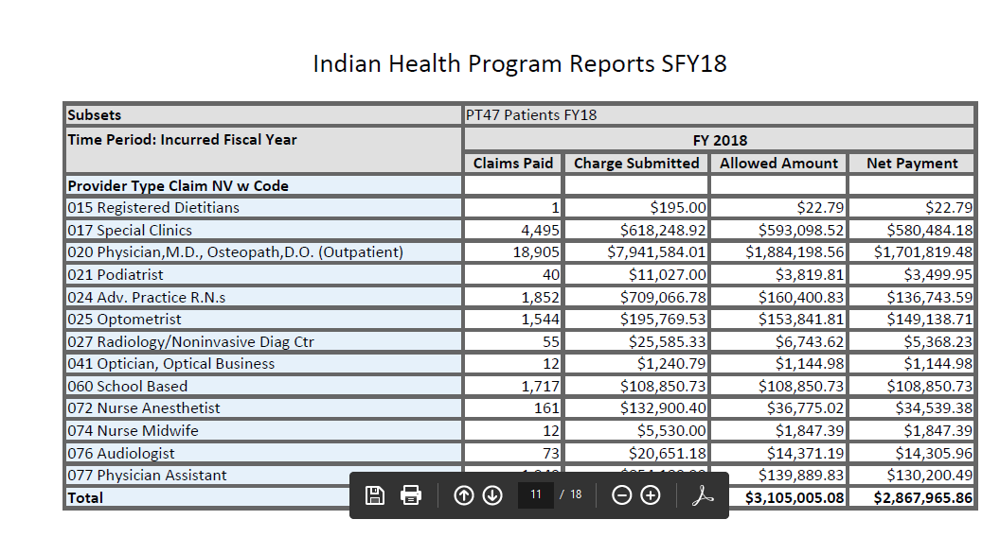 Indian Health Program Reports SFY18
Subsets PT47 Patients FY18
Time Period: Incurred Fiscal Year FY 2018
Claims Paid Charge Submitted Allowed Amount Net Payment
Provider Type Claim NV w Code
015 Registered Dietitians 1 $195.00 $22.79 $22.79
017 Special Clinics 4,495 $618,248.92 $593,098.52 $580,484.18
020 Physician,M.D., Osteopath,D.O. (Outpatient) 18,905 $7,941,584.01 $1,884,198.56 $1,701,819.48
021 Podiatrist 40 $11,027.00 $3,819.81 $3,499.95
024 Adv. Practice R.N.s 1,852 $709,066.78 $160,400.83 $136,743.59
025 Optometrist 1,544 $195,769.53 $153,841.81 $149,138.71
027 Radiology/Noninvasive Diag Ctr 55 $25,585.33 $6,743.62 $5,368.23
041 Optician, Optical Business 12 $1,240.79 $1,144.98 $1,144.98
060 School Based 1,717 $108,850.73 $108,850.73 $108,850.73
072 Nurse Anesthetist 161 $132,900.40 $36,775.02 $34,539.38
074 Nurse Midwife 12 $5,530.00 $1,847.39 $1,847.39
076 Audiologist 73 $20,651.18 $14,371.19 $14,305.96
077 Physician Assistant $139,889.83 $130,200.49
Total $3,105,005.08 $2,867,965.86
11 / 18